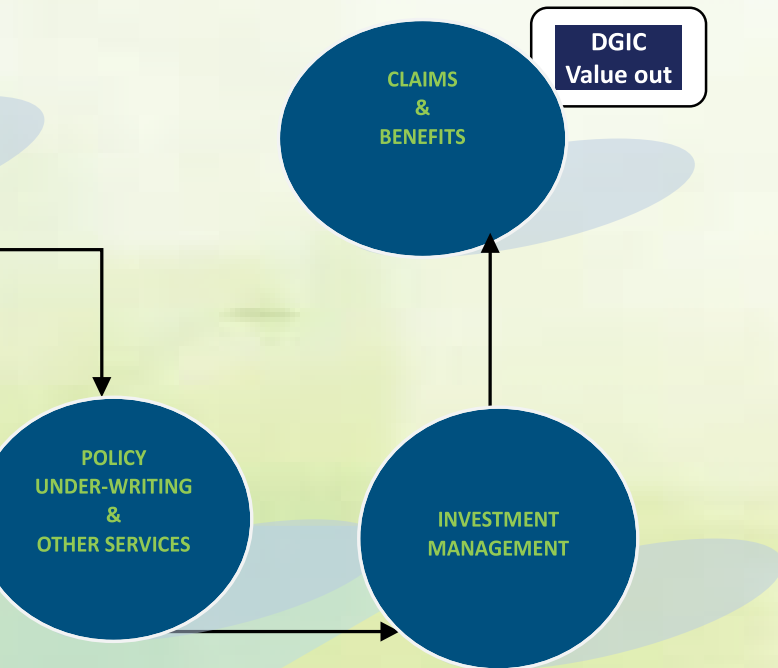 DGIC
Value out
CLAIMS
&
BENEFITS
POLICY
UNDER-WRITING
&
OTHER SERVICES
INVESTMENT
MANAGEMENT